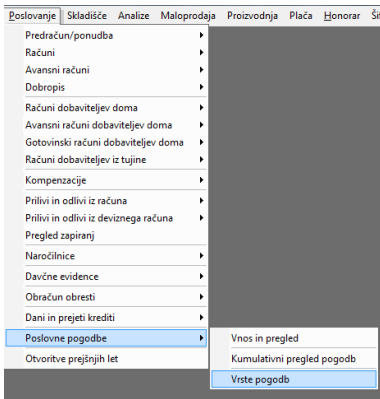 Poslovanje Skladišče Analize Maloprodaja Proizvodnja Plača Honorar
Predračun/ponudba
Računi
Avansni računi
Dobropis
Računi dobaviteljev doma
Avansni računi dobaviteljev doma
Gotovinski računi dobaviteljev doma
Računi dobaviteljev iz tujine
Kompenzacije
Prilivi in odlivi iz računa
Prilivi in odlivi iz deviznega računa
Pregled zapiranj
Naročilnice
Davčne evidence
Obračun obresti
Dani in prejeti krediti
Poslovne pogodbe
Otvoritve prejšnjih let
Vnos in pregled
Kumulativni pregled pogodb
Vrste pogodb